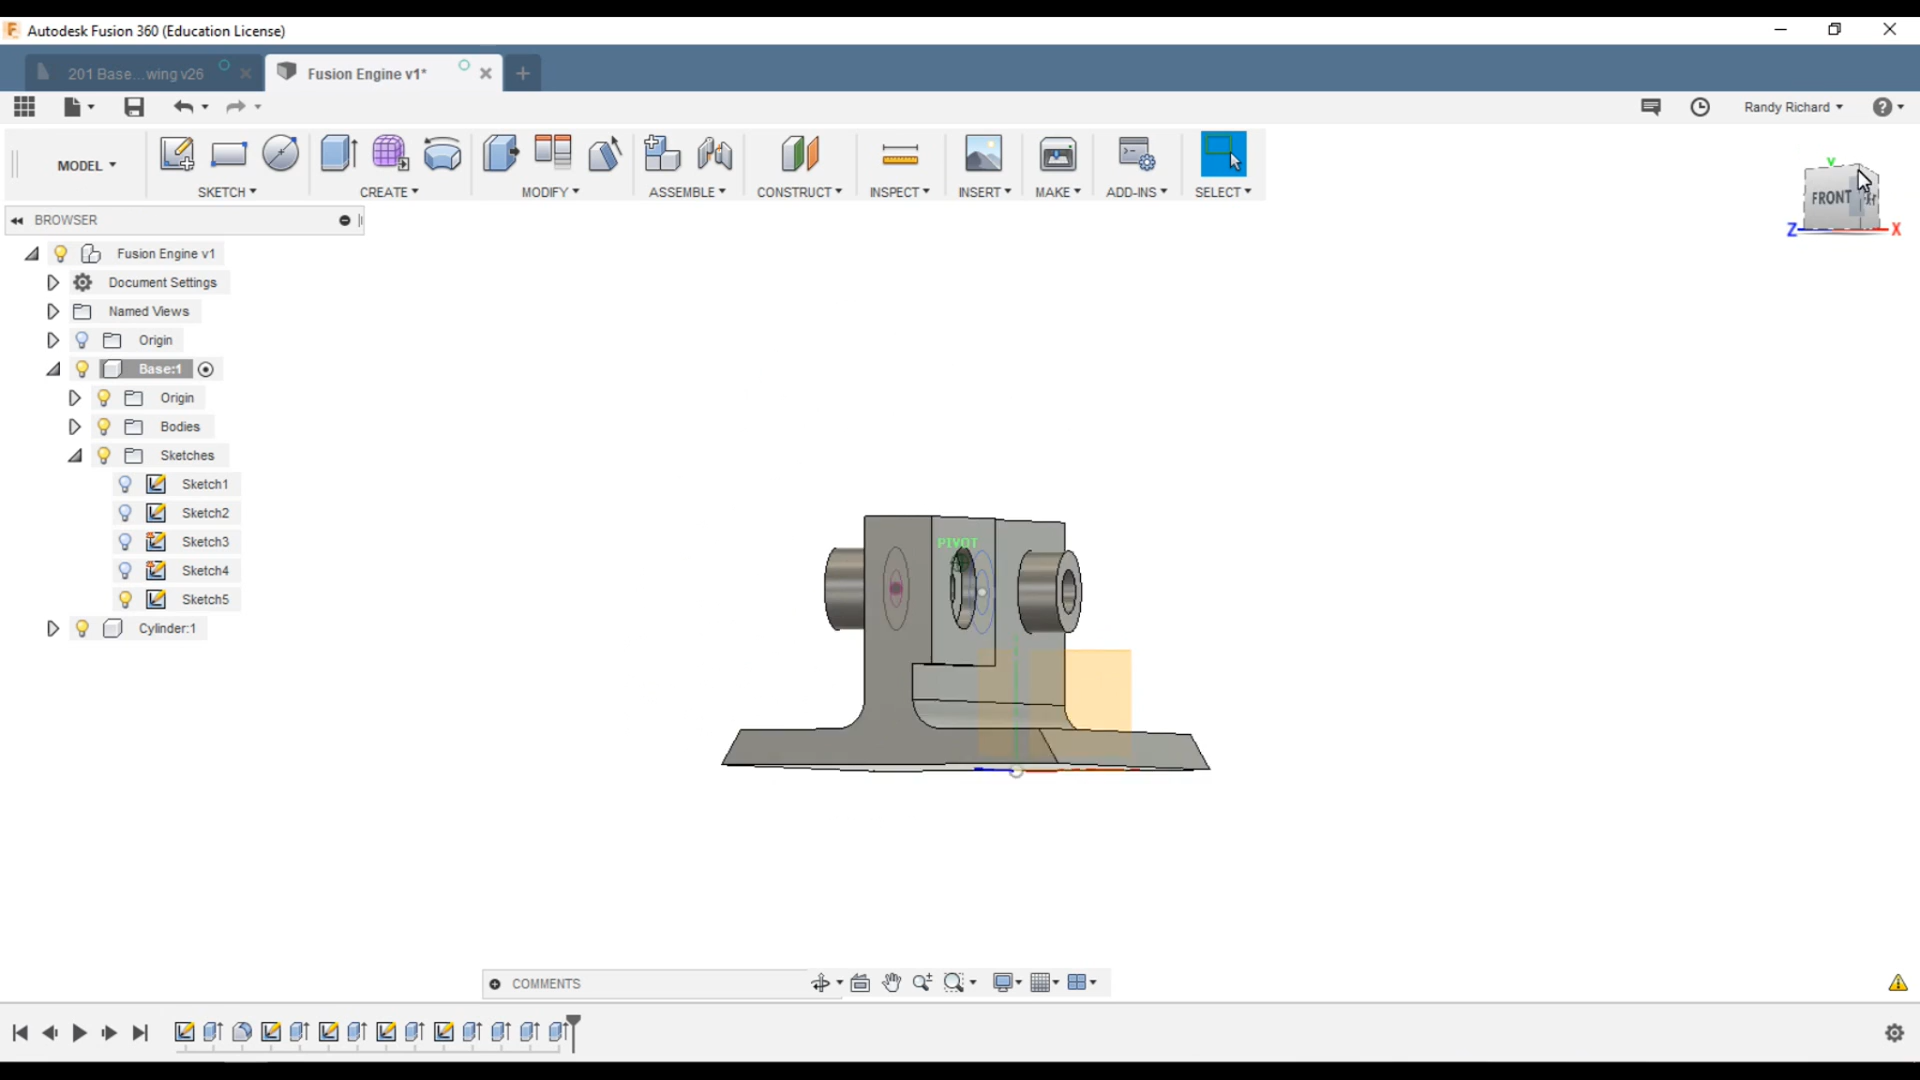 Autodesk Fusion 360 (Education License)
201 Base...wing v26
Fusion Engine v1*
Randy Richard
MODEL
SKETCH
CREATE
MODIFY
ASSEMBLE
CONSTRUCT
INSPECT
INSERT
MAKE
ADD-INS
SELECT
BROWSER
Fusion Engine v1
Document Settings
Named Views
Origin
Base:1
Origin
Bodies
Sketches
Sketch1
Sketch2
Sketch3
Sketch4
Sketch5
Cylinder:1
Y
FRONT
Z
X
PIVOT
COMMENTS